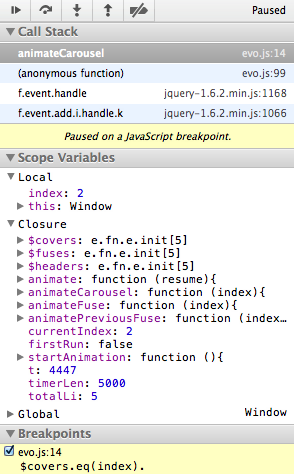 Paused
Call Stack
animateCarousel evo.js:14
(anonymous function) evo.js:99
f.event.handle jquery-1.6.2.min.js:1168
f.event.add.i.handle.k jquery-1.6.2.min.js:1066
Paused on a JavaScript breakpoint.
Scope Variables
Local
index: 2
this: Window
Closure
$covers: e.fn.e.init[5]
$fuses: e.fn.e.init[5]
$headers: e.fn.e.init[5]
animate: function (resume){
animateCarousel: function (index){
animateFuse: function (index){
animatePreviousFuse: function (index…
currentIndex: 2
firstRun: false
startAnimation: function (){
t: 4447
timerLen: 5000
totalLi: 5
Global Window
Breakpoints
evo.js:14
$covers.eq(index).